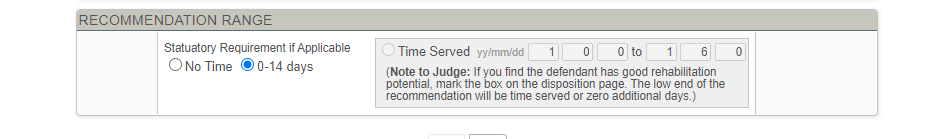 RECOMMENDATION RANGE
Statuatory Requirement if Applicable
No Time 0-14 days
Time Served yy/mm/dd 1 0 0 to 1 6 0
(Note to Judge: If you find the defendant has good rehabilitation
potential, mark the box on the disposition page. The low end of the
recommendation will be time served or zero additional days.)